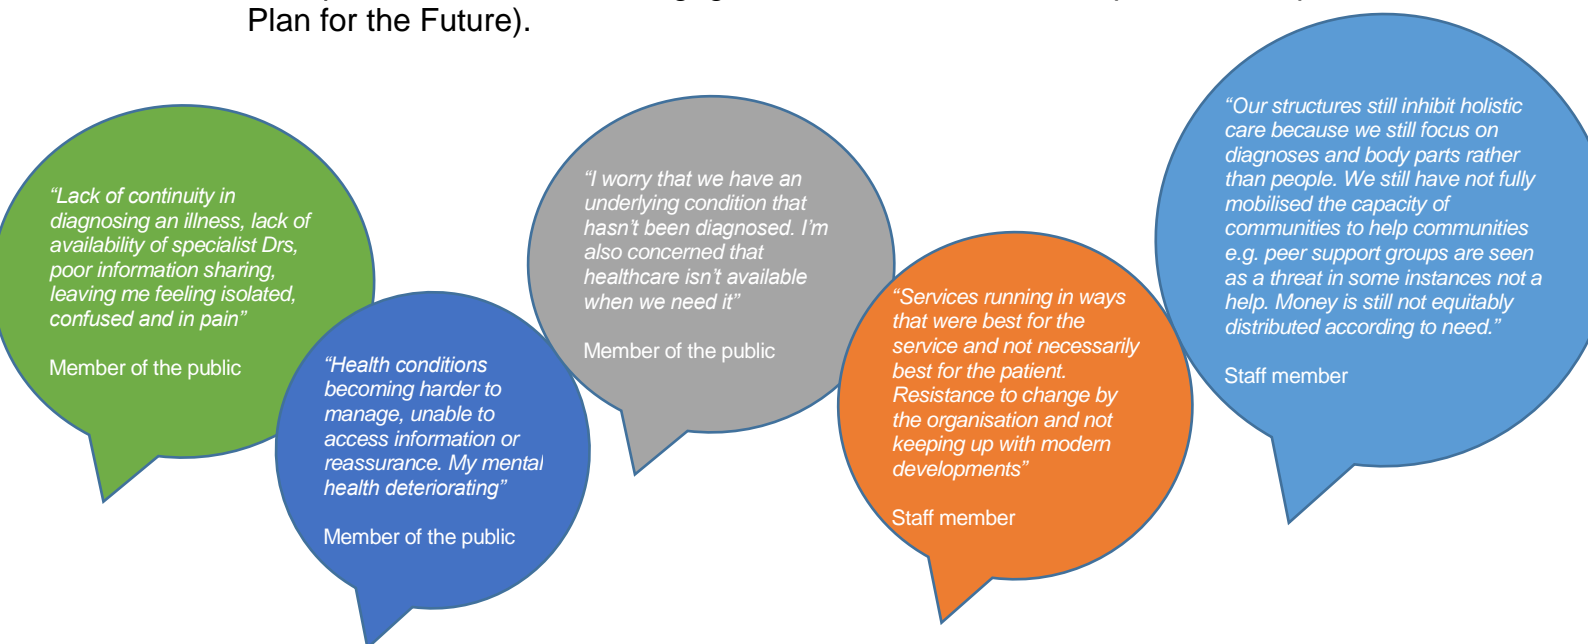 Plan for the Future).
“Lack of continuity in
diagnosing an illness, lack of
availability of specialist Drs,
poor information sharing,
leaving me feeling isolated,
confused and in pain”
Member of the public
“Health conditions
becoming harder to
manage, unable to
access information or
reassurance. My mental
health deteriorating”
Member of the public
“I worry that we have an
underlying condition that
hasn’t been diagnosed. I’m
also concerned that
healthcare isn’t available
when we need it”
Member of the public
“Services running in ways
that were best for the
service and not necessarily
best for the patient.
Resistance to change by
the organisation and not
keeping up with modern
developments”
Staff member
“Our structures still inhibit holistic
care because we still focus on
diagnoses and body parts rather
than people. We still have not fully
mobilised the capacity of
communities to help communities
e.g. peer support groups are seen
as a threat in some instances not a
help. Money is still not equitably
distributed according to need.”
Staff member